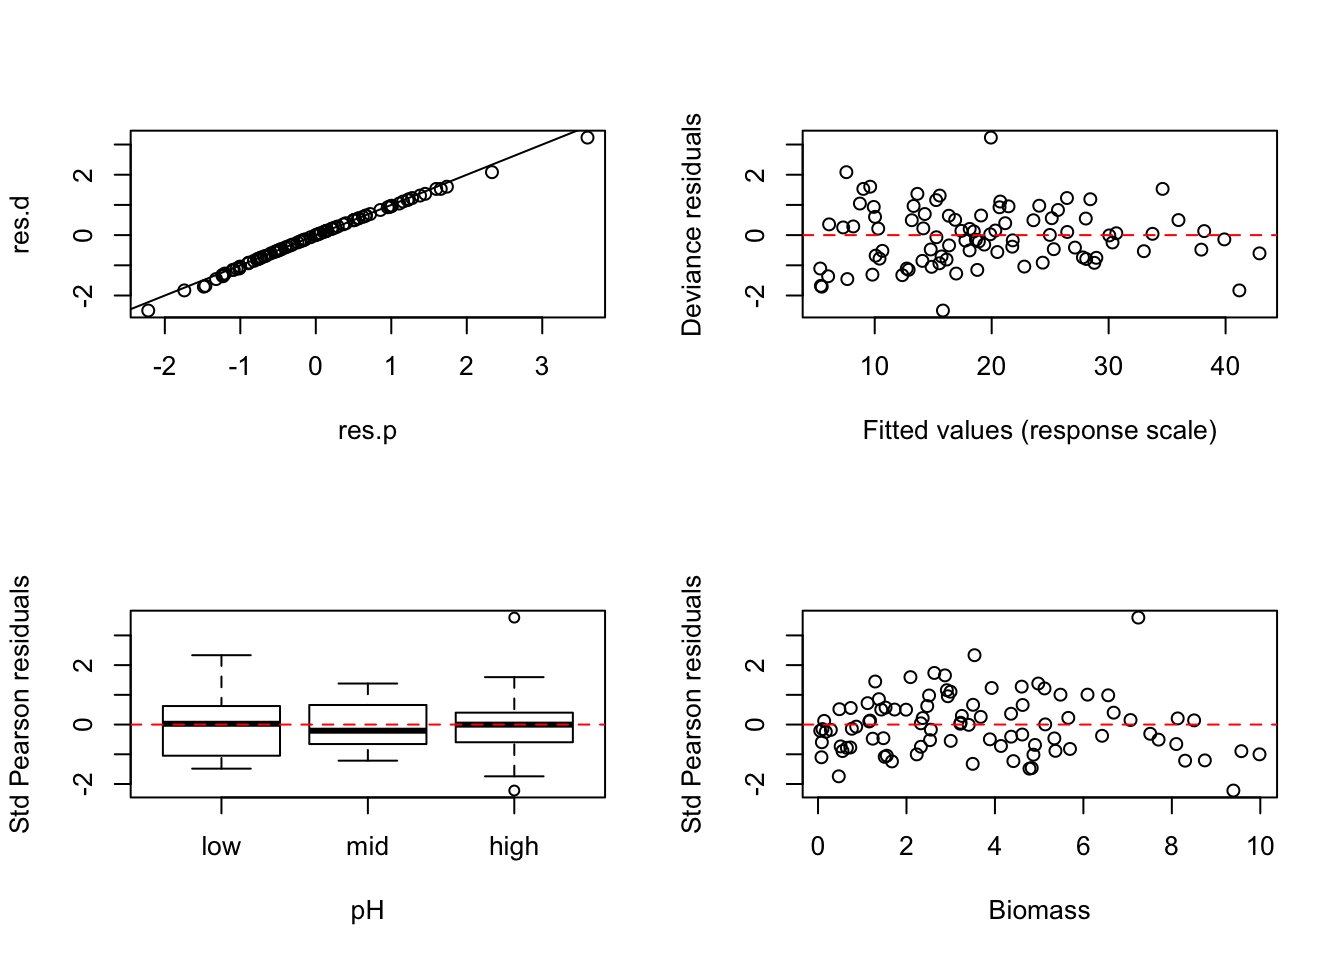 res.d
2
0
-2
-2 -1 0 1 2 3
res.p
Deviance residuals
2
0
-2
10 20 30 40
Fitted values (response scale)
Std Pearson residuals
2
0
-2
low mid high
pH
Std Pearson residuals
2
0
-2
0 2 4 6 8 10
Biomass